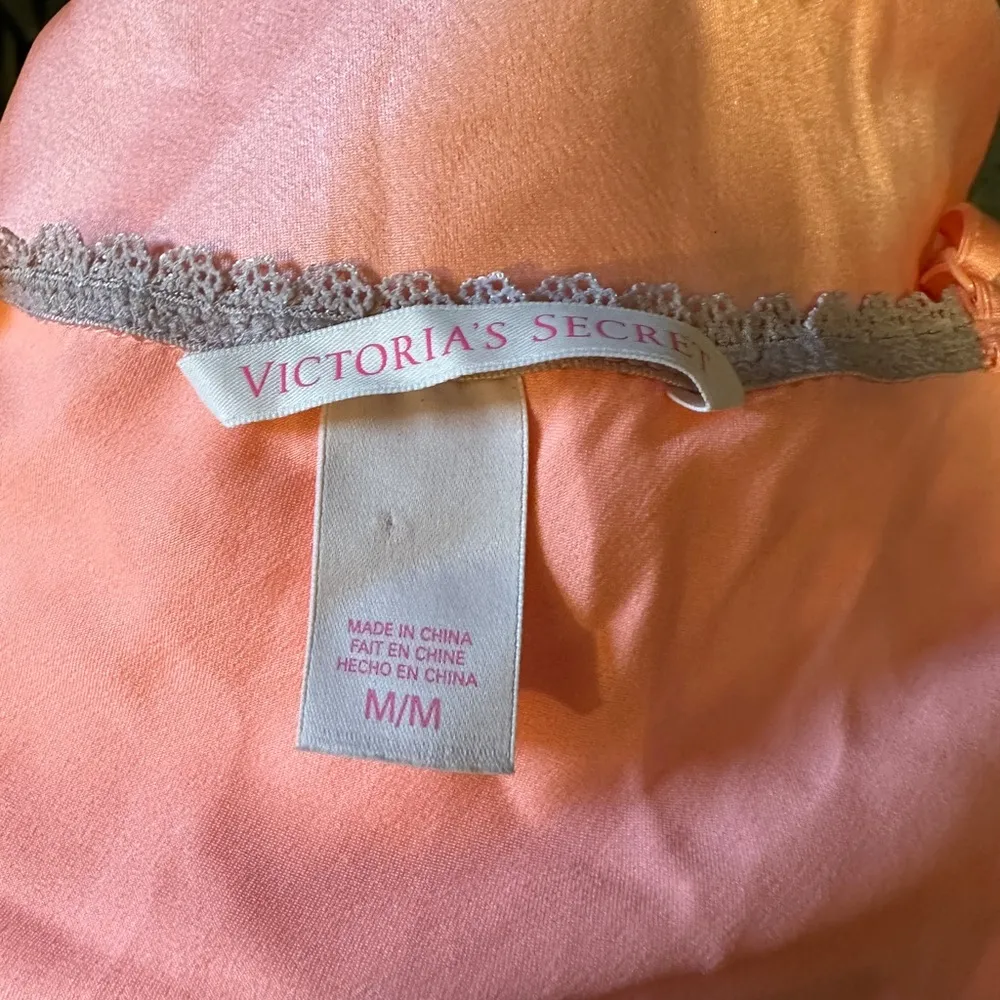 VICTORIA'S SECRET
MADE IN CHINA
FAIT EN CHINE
HECHO EN CHINA
M/M